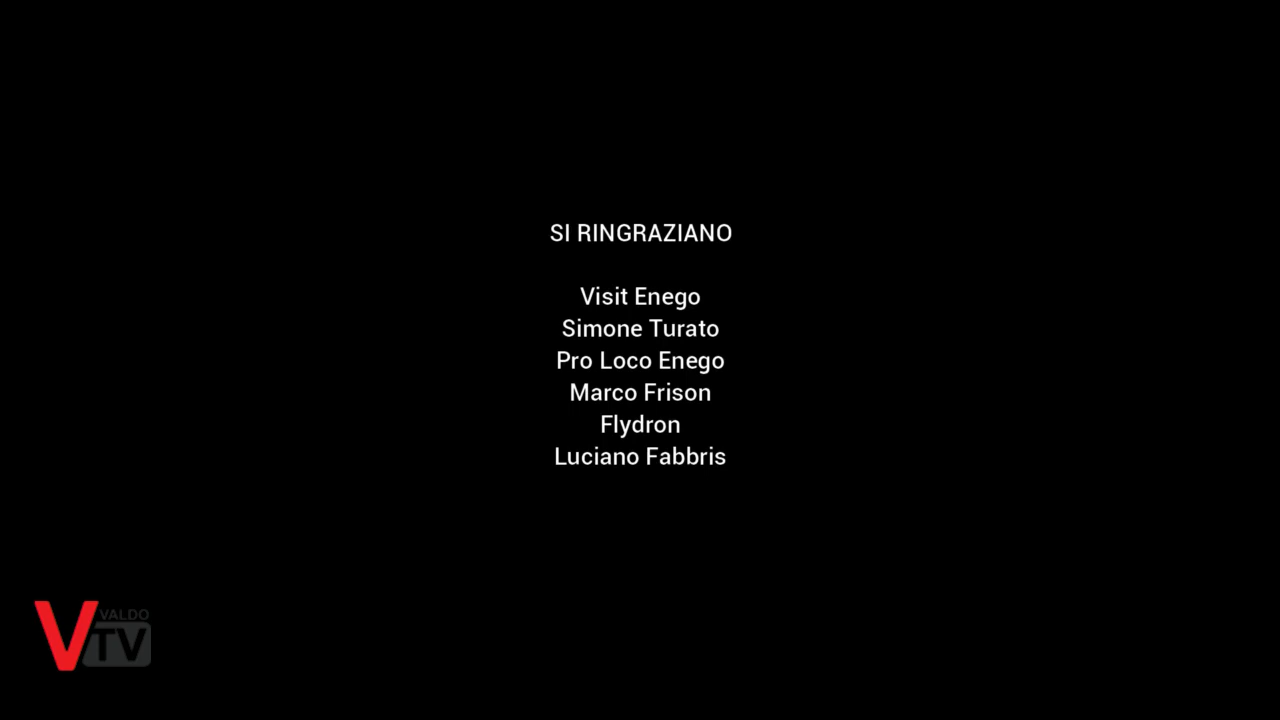 SI RINGRAZIANO
Visit Enego
Simone Turato
Pro Loco Enego
Marco Frison
Flydron
Luciano Fabbris
VALDO
VTV